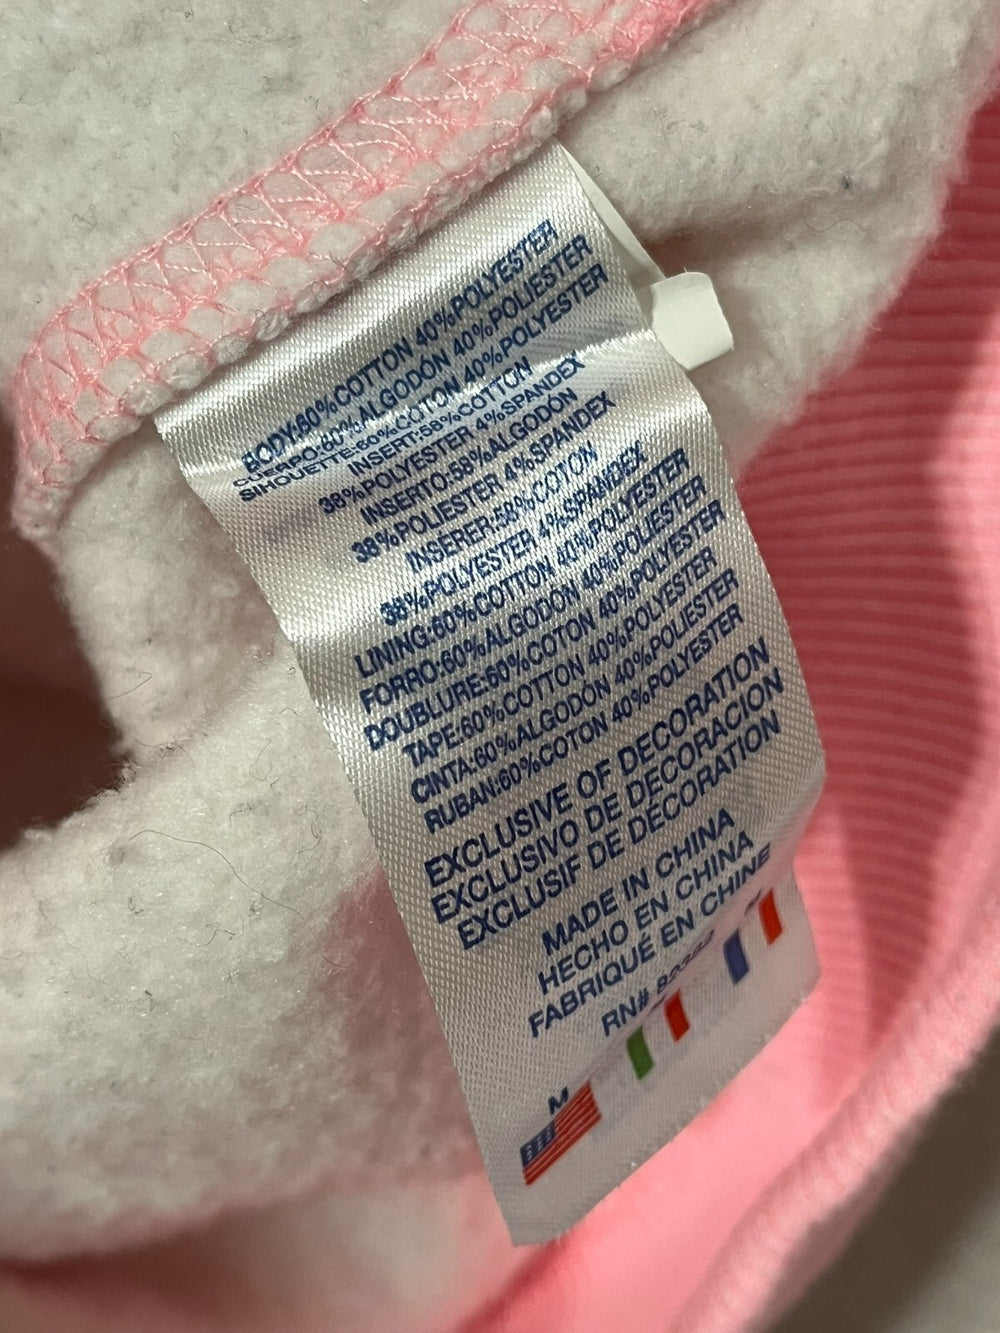 BODY:60%COTTON 40%POLYESTER
CUERPO:60%ALGODÓN 40%POLIESTER
SIHOUETTE:60%COTON 40%POLYESTER
INSERT:58%COTTON
38%POLYESTER 4%SPANDEX
INSERTO:58%ALGODÓN
38%POLIESTER 4%SPANDEX
INSÉRER:58%COTON
38%POLYESTER 4%SPANDEX
LINING:60%COTTON 40%POLYESTER
FORRO:60%ALGODÓN 40%POLIESTER
DOUBLURE:60%COTON 40%POLYESTER
TAPE:60%COTTON 40%POLYESTER
CINTA:60%ALGODÓN 40%POLIESTER
RUBAN:60%COTON 40%POLYESTER
EXCLUSIVE OF DECORATION
EXCLUSIVO DE DECORACION
EXCLUSIF DE DÉCORATION
MADE IN CHINA
HECHO EN CHINA
FABRIQUÉ EN CHINE
RN#
M